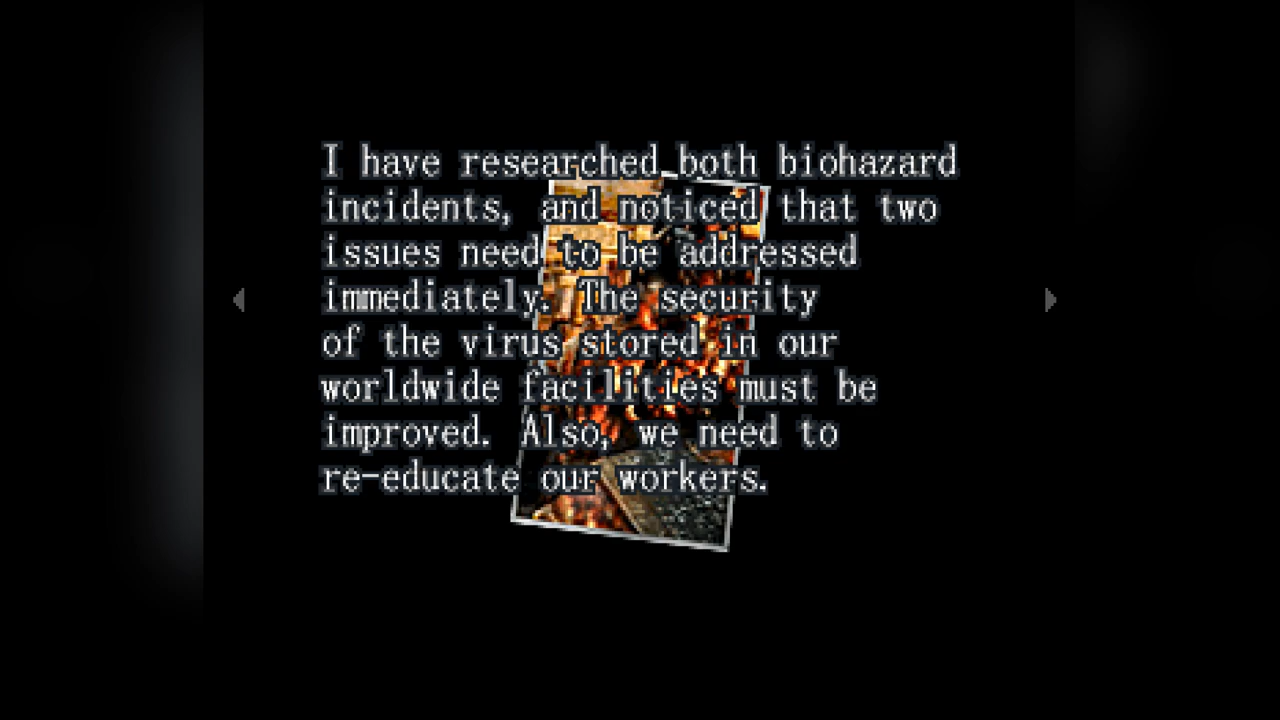 I have researched both biohazard
incidents, and noticed that two
issues need to be addressed
immediately. The security
of the virus stored in our
worldwide facilities must be
improved. Also, we need to
re-educate our workers.